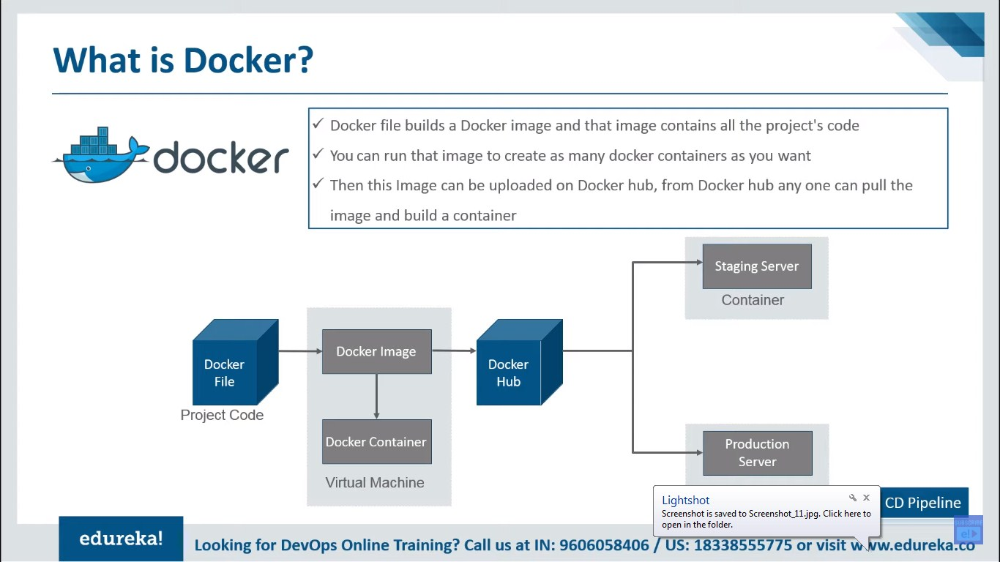 What is Docker?
docker
Docker file builds a Docker image and that image contains all the project's code
You can run that image to create as many docker containers as you want
Then this Image can be uploaded on Docker hub, from Docker hub any one can pull the
image and build a container
Staging Server
Container
Docker
File
Project Code
Docker Image
Docker Container
Virtual Machine
Docker
Hub
Production
Server
CD Pipeline
Lightshot
Screenshot is saved to Screenshot_11.jpg. Click here to
open in the folder.
SUBSCRIBE
e!
edureka!
Looking for DevOps Online Training? Call us at IN: 9606058406 / US: 18338555775 or visit www.edureka.co